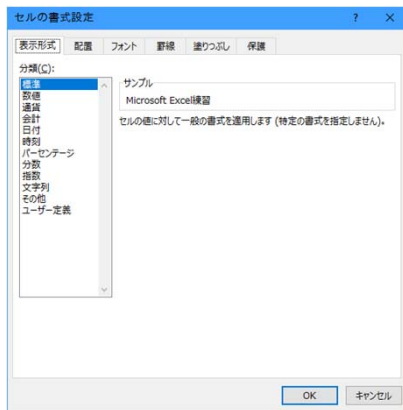 セルの書式設定 ? ×
表示形式 配置 フォント 罫線 塗りつぶし 保護
分類(C):
標準
数値
通貨
会計
日付
時刻
パーセンテージ
分数
指数
文字列
その他
ユーザー定義
サンプル
Microsoft Excel練習
セルの値に対して一般の書式を適用します (特定の書式を指定しません)。
OK キャンセル